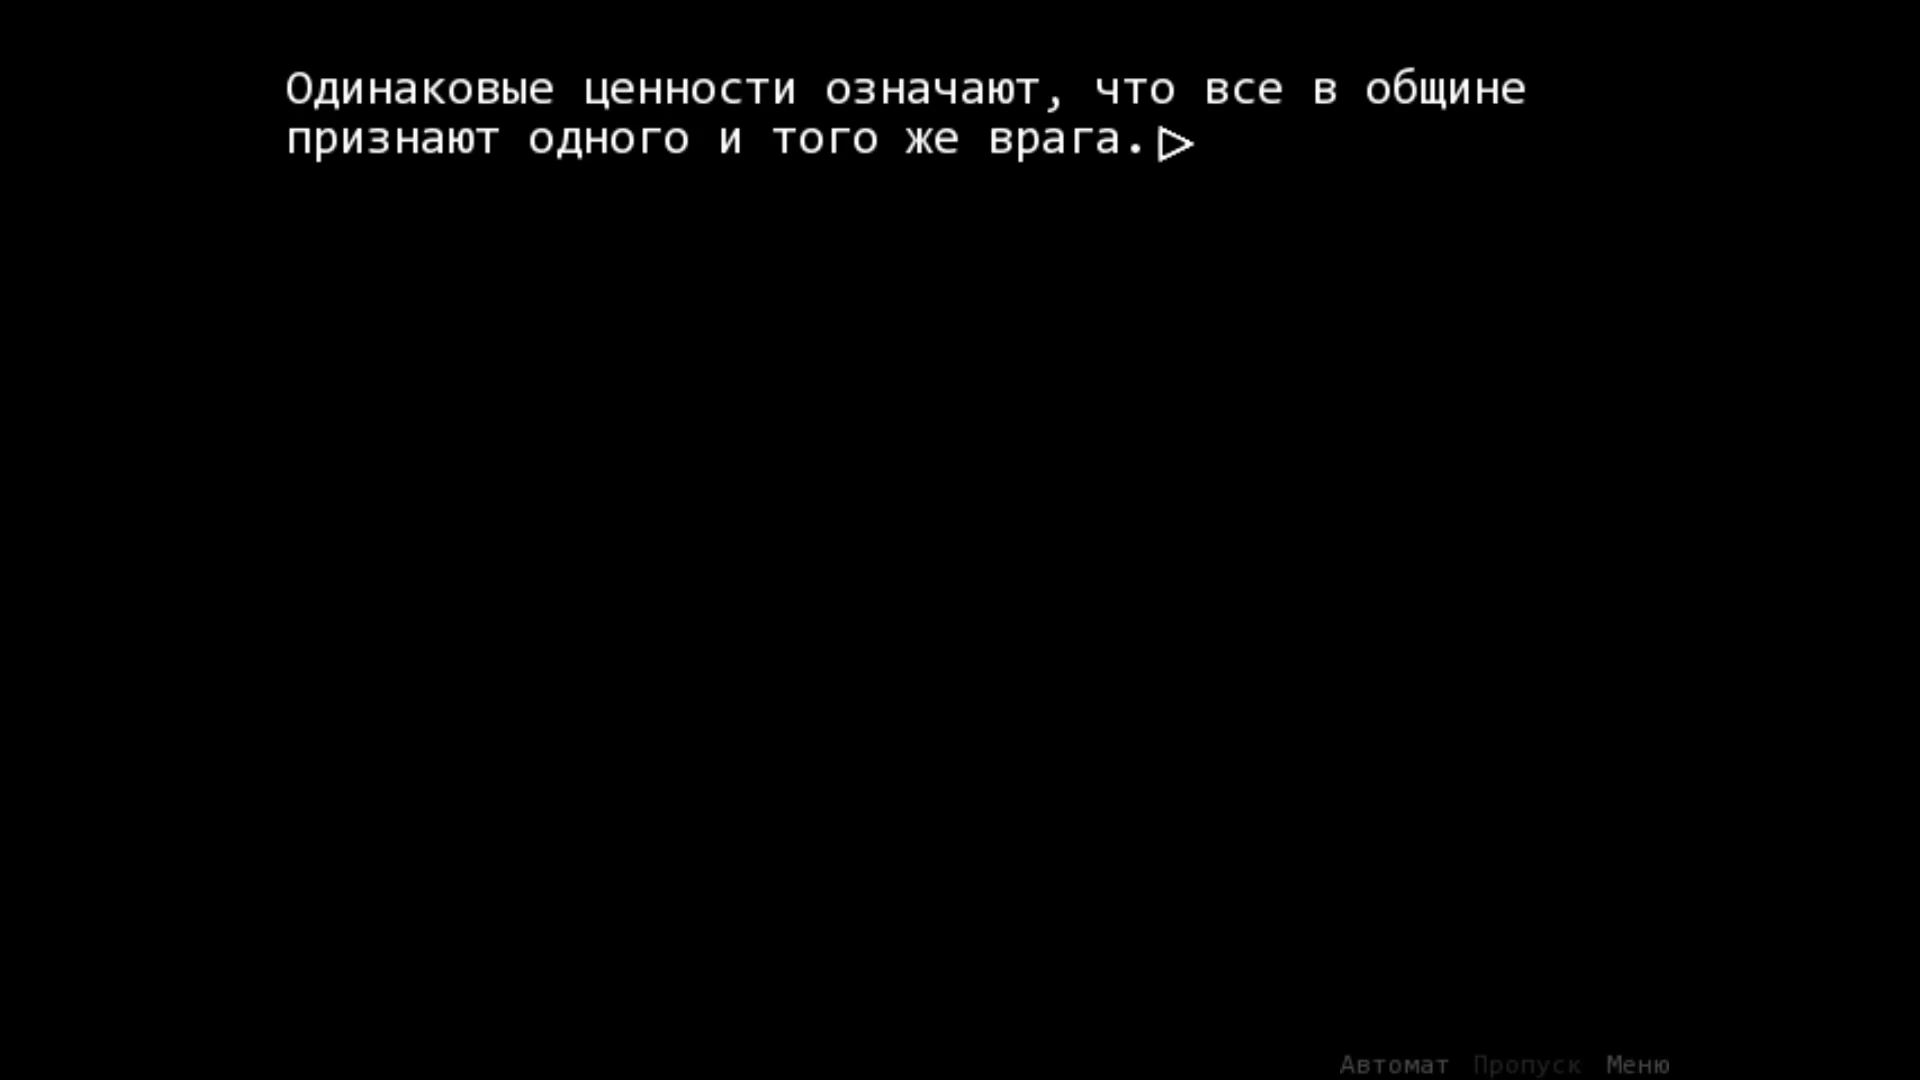 Одинаковые ценности означают, что все в общине
признают одного и того же врага.
Автомат Пропуск Меню